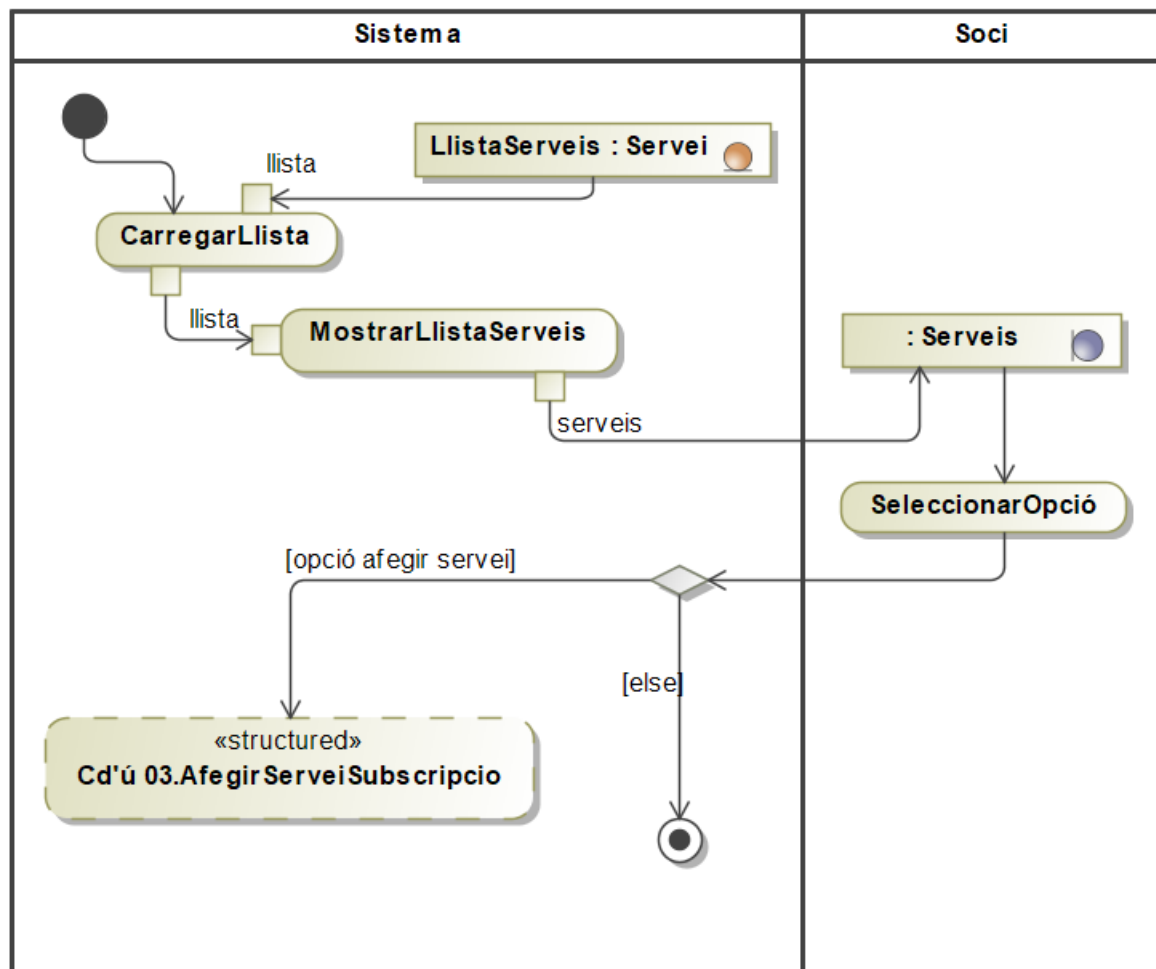 Sistema
Soci
LlistaServeis : Servei
llista
CarregarLlista
llista
MostrarLlistaServeis
: Serveis
serveis
SeleccionarOpció
[opció afegir servei]
[else]
«structured»
Cd'ú 03.AfegirServeiSubscripcio